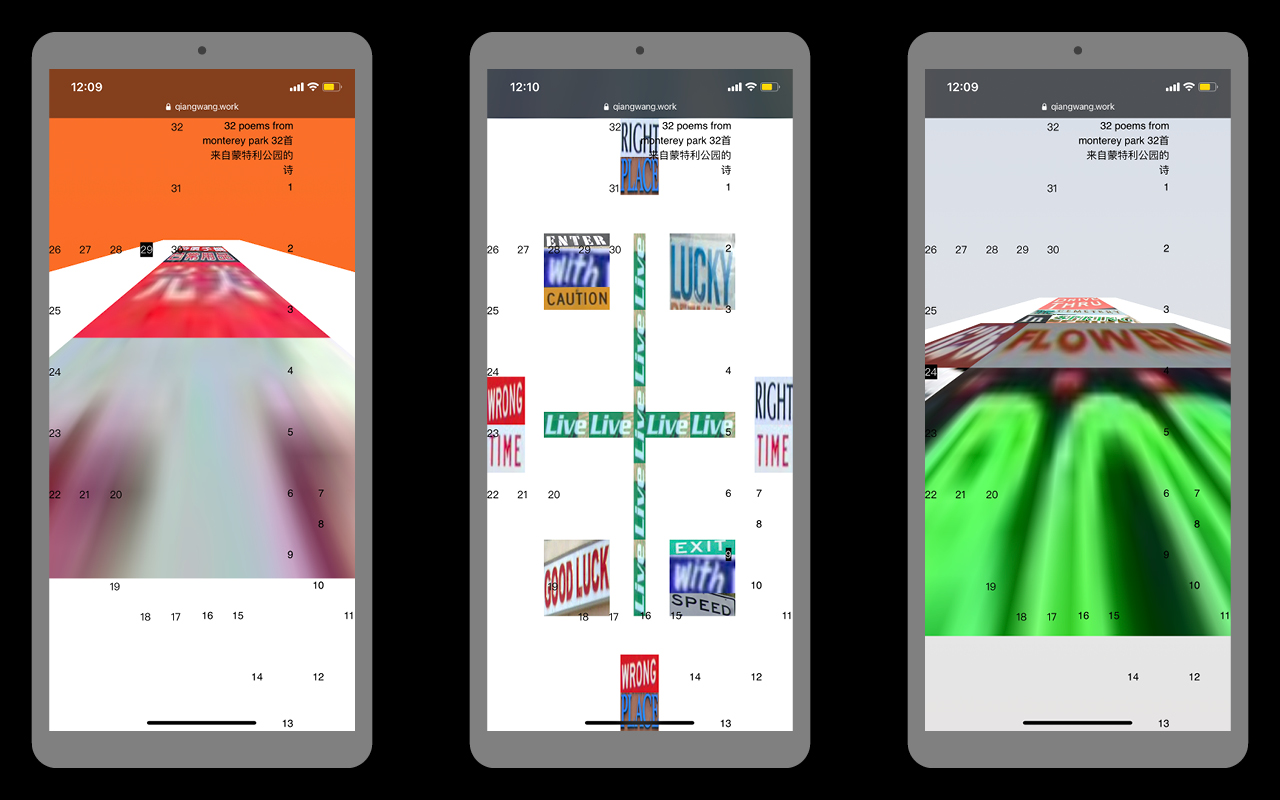 12:09
qiangwang.work
32
32 poems from
monterey park 32首
来自蒙特利公园的
诗
31
1
26 27 28 29 30 2
25 3
24 4
23 5
22 21 20 6 7
8
9
19 10
18 17 16 15 11
14 12
13
12:10
qiangwang.work
32
32 poems from
monterey park 32首
来自蒙特利公园的
诗
RIGHT
PLACE
31
1
26 27 28 29 30 2
ENTER
with
CAUTION
LUCKY
Live Live Live Live Live Live
25 3
24 4
WRONG
TIME
RIGHT
TIME
Live Live Live Live
23 5
22 21 20 6 7
8
9
GOOD LUCK
EXIT
with
SPEED
19 10
18 17 16 15 11
WRONG
PLACE
14 12
13
12:09
qiangwang.work
32
32 poems from
monterey park 32首
来自蒙特利公园的
诗
31
1
26 27 28 29 30 2
25 3
DRIVE
THRU
CEMETERY
FLOWERS
24 4
23 5
22 21 20 6 7
8
9
19 10
18 17 16 15 11
14 12
13